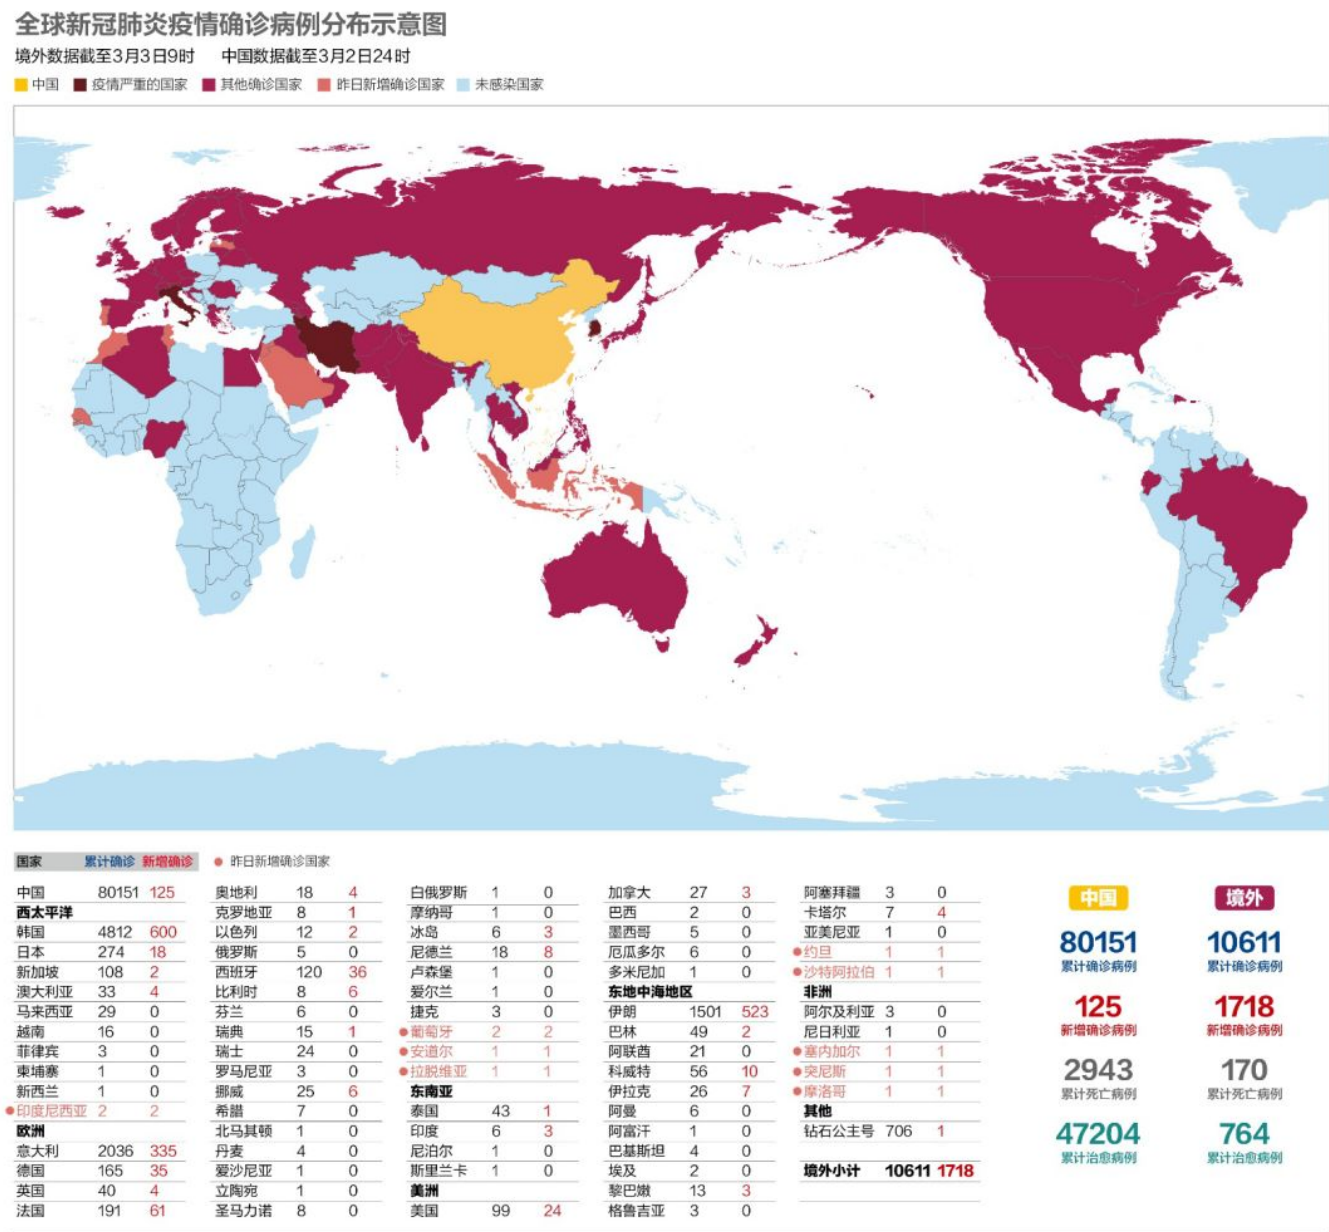 全球新冠肺炎疫情确诊病例分布示意图
境外数据截至3月3日9时 中国数据截至3月2日24时
中国 疫情严重的国家 其他确诊国家 昨日新增确诊国家 未感染国家
国家 累计确诊 新增确诊 昨日新增确诊国家
中国 80151 125
西太平洋
韩国 4812 600
日本 274 18
新加坡 108 2
澳大利亚 33 4
马来西亚 29 0
越南 16 0
菲律宾 3 0
柬埔寨 1 0
新西兰 1 0
印度尼西亚 2 2
欧洲
意大利 2036 335
德国 165 35
英国 40 4
法国 191 61
奥地利 18 4
克罗地亚 8 1
以色列 12 2
俄罗斯 5 0
西班牙 120 36
比利时 8 6
芬兰 6 0
瑞典 15 1
瑞士 24 0
罗马尼亚 3 0
挪威 25 6
希腊 7 0
北马其顿 1 0
丹麦 4 0
爱沙尼亚 1 0
立陶宛 1 0
圣马力诺 8 0
白俄罗斯 1 0
摩纳哥 1 0
冰岛 6 3
尼德兰 18 8
卢森堡 1 0
爱尔兰 1 0
捷克 3 0
葡萄牙 2 2
安道尔 1 1
拉脱维亚 1 1
东南亚
泰国 43 1
印度 6 3
尼泊尔 1 0
斯里兰卡 1 0
美洲
美国 99 24
加拿大 27 3
巴西 2 0
墨西哥 5 0
厄瓜多尔 6 0
多米尼加 1 0
东地中海地区
伊朗 1501 523
巴林 49 2
阿联酋 21 0
科威特 56 10
伊拉克 26 7
阿曼 6 0
阿富汗 1 0
巴基斯坦 4 0
埃及 2 0
黎巴嫩 13 3
格鲁吉亚 3 0
阿塞拜疆 3 0
卡塔尔 7 4
亚美尼亚 1 0
约旦 1 1
沙特阿拉伯 1 1
非洲
阿尔及利亚 3 0
尼日利亚 1 0
塞内加尔 1 1
突尼斯 1 1
摩洛哥 1 1
其他
钻石公主号 706 1
境外小计 10611 1718
中国
80151
累计确诊病例
125
新增确诊病例
2943
累计死亡病例
47204
累计治愈病例
境外
10611
累计确诊病例
1718
新增确诊病例
170
累计死亡病例
764
累计治愈病例